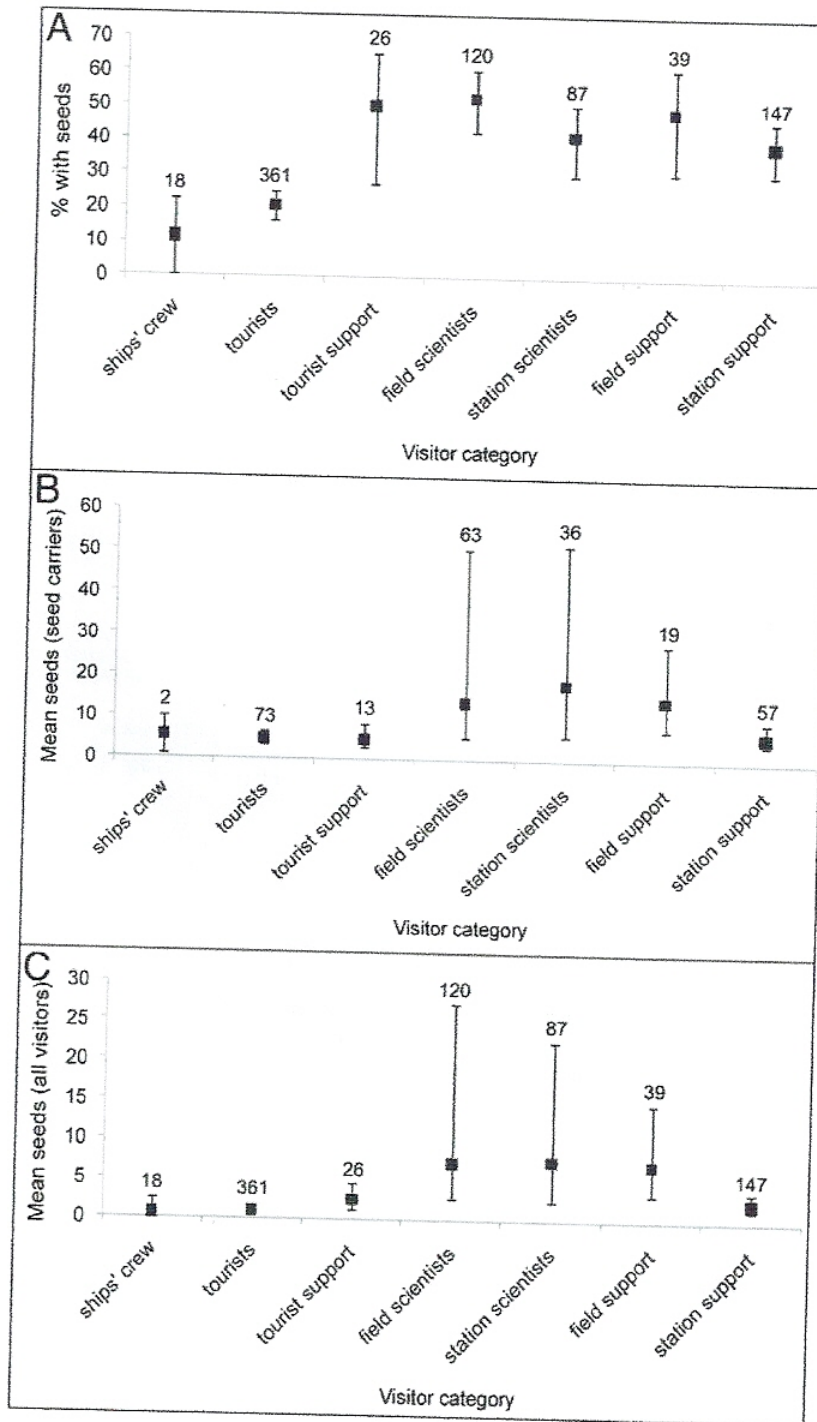 A
% with seeds
70
60
50
40
30
20
10
0
18
361
26
120
87
39
147
ships' crew
tourists
tourist support
field scientists
station scientists
field support
station support
Visitor category
B
Mean seeds (seed carriers)
60
50
40
30
20
10
0
2
73
13
63
36
19
57
ships' crew
tourists
tourist support
field scientists
station scientists
field support
station support
Visitor category
C
Mean seeds (all visitors)
30
25
20
15
10
5
0
18
361
26
120
87
39
147
ships' crew
tourists
tourist support
field scientists
station scientists
field support
station support
Visitor category